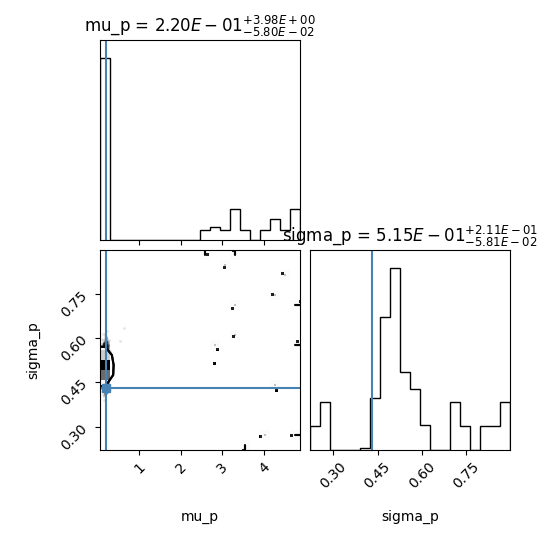 mu_p = 2.20E − 01+3.98E+00−5.80E−02
sigma_p = 5.15E − 01+2.11E−01−5.81E−02
0.75
0.60
0.45
0.30
sigma_p
1 2 3 4
0.30 0.45 0.60 0.75
mu_p
sigma_p